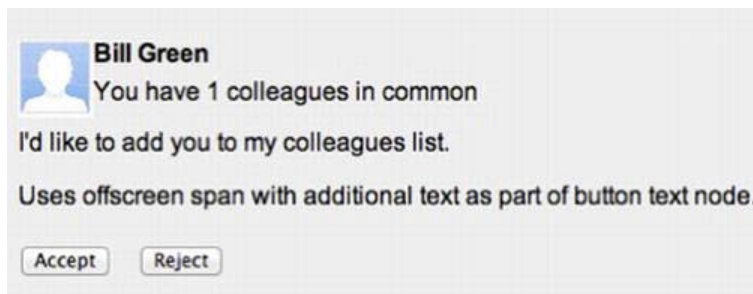 Bill Green
You have 1 colleagues in common
I'd like to add you to my colleagues list.
Uses offscreen span with additional text as part of button text node.
Accept Reject